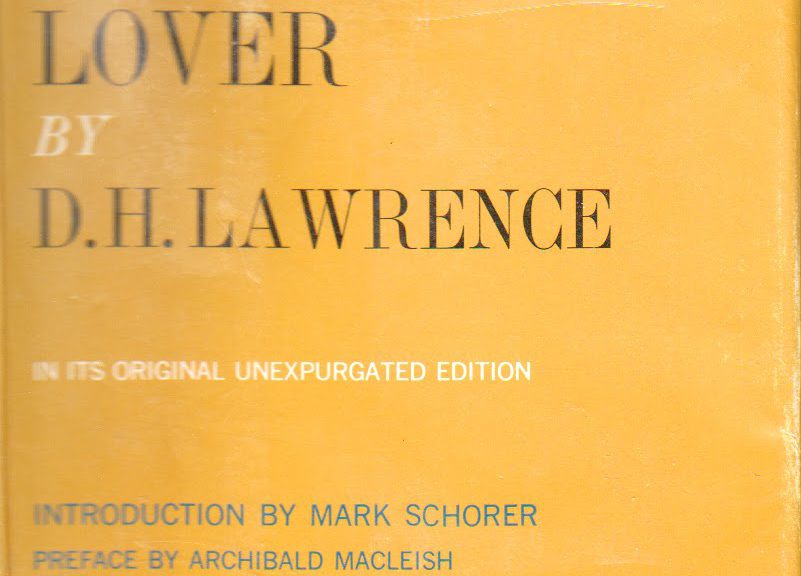 LOVER
BY
D.H. LAWRENCE
IN ITS ORIGINAL UNEXPURGATED EDITION
INTRODUCTION BY MARK SCHORER
PREFACE BY ARCHIBALD MACLEISH